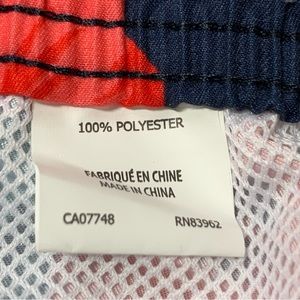 100% POLYESTER
FABRIQUÉ EN CHINE
MADE IN CHINA
CA07748 RN83962